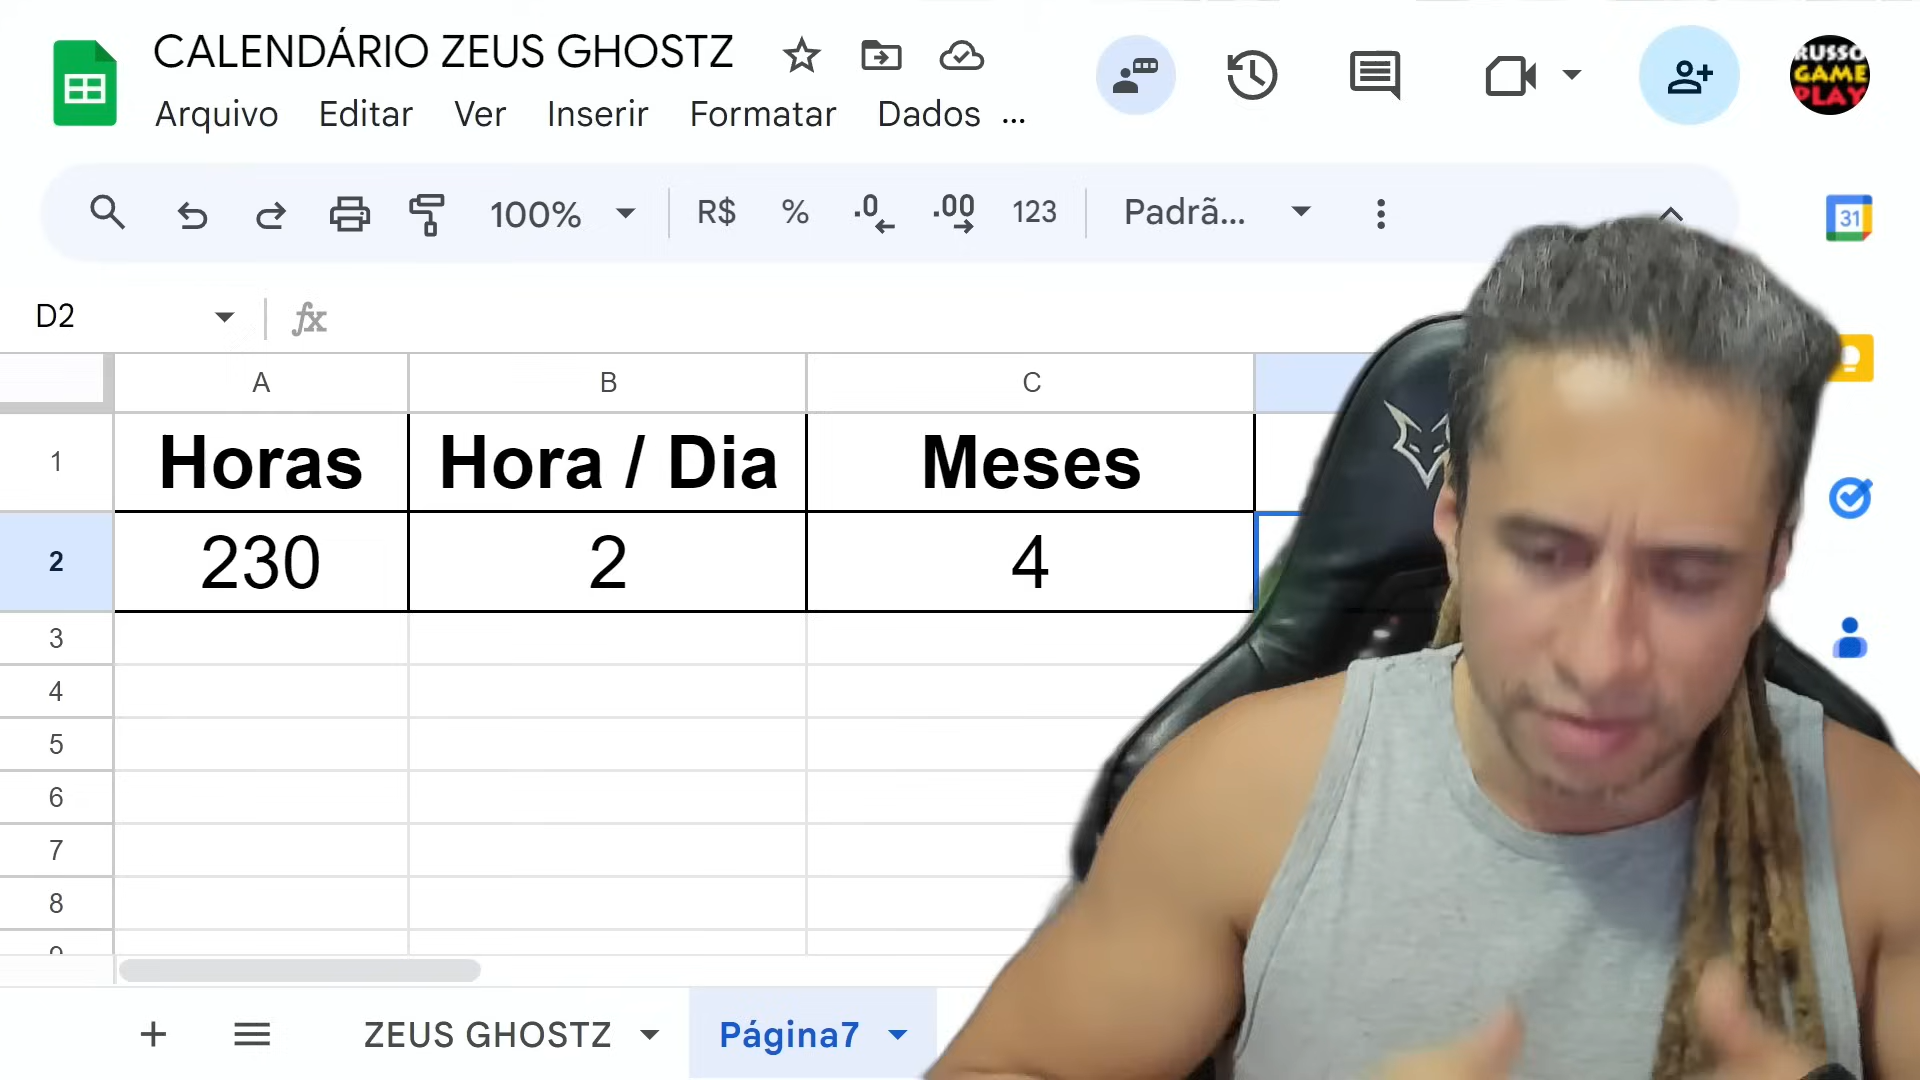 CALENDÁRIO ZEUS GHOSTZ
Arquivo Editar Ver Inserir Formatar Dados ...
RUSSO
GAME
PLAY
100% R$ % .0 .00 123 Padrã...
31
D2 fx
A B C
1 Horas Hora / Dia Meses
2 230 2 4
3
4
5
6
7
8
9
+ ZEUS GHOSTZ Página7